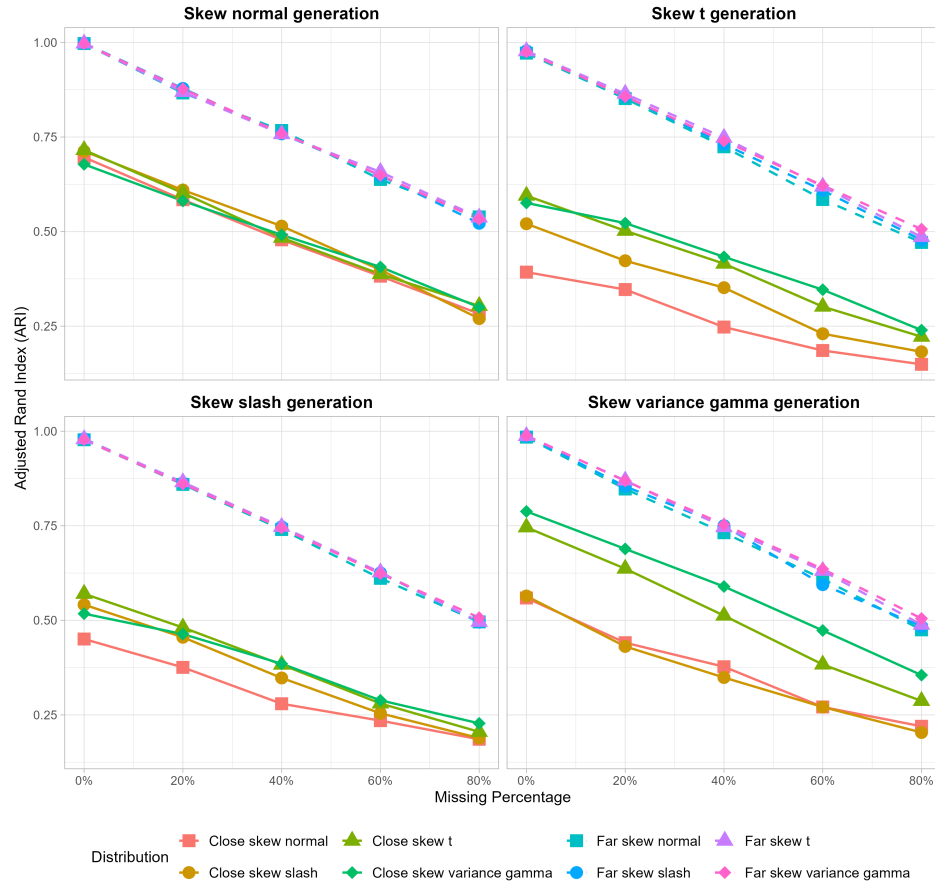 Skew normal generation
Skew t generation
1.00
0.75
0.50
0.25
Skew slash generation
Skew variance gamma generation
1.00
0.75
0.50
0.25
Adjusted Rand Index (ARI)
0% 20% 40% 60% 80%
0% 20% 40% 60% 80%
Missing Percentage
Distribution
Close skew normal Close skew t Far skew normal Far skew t
Close skew slash Close skew variance gamma Far skew slash Far skew variance gamma